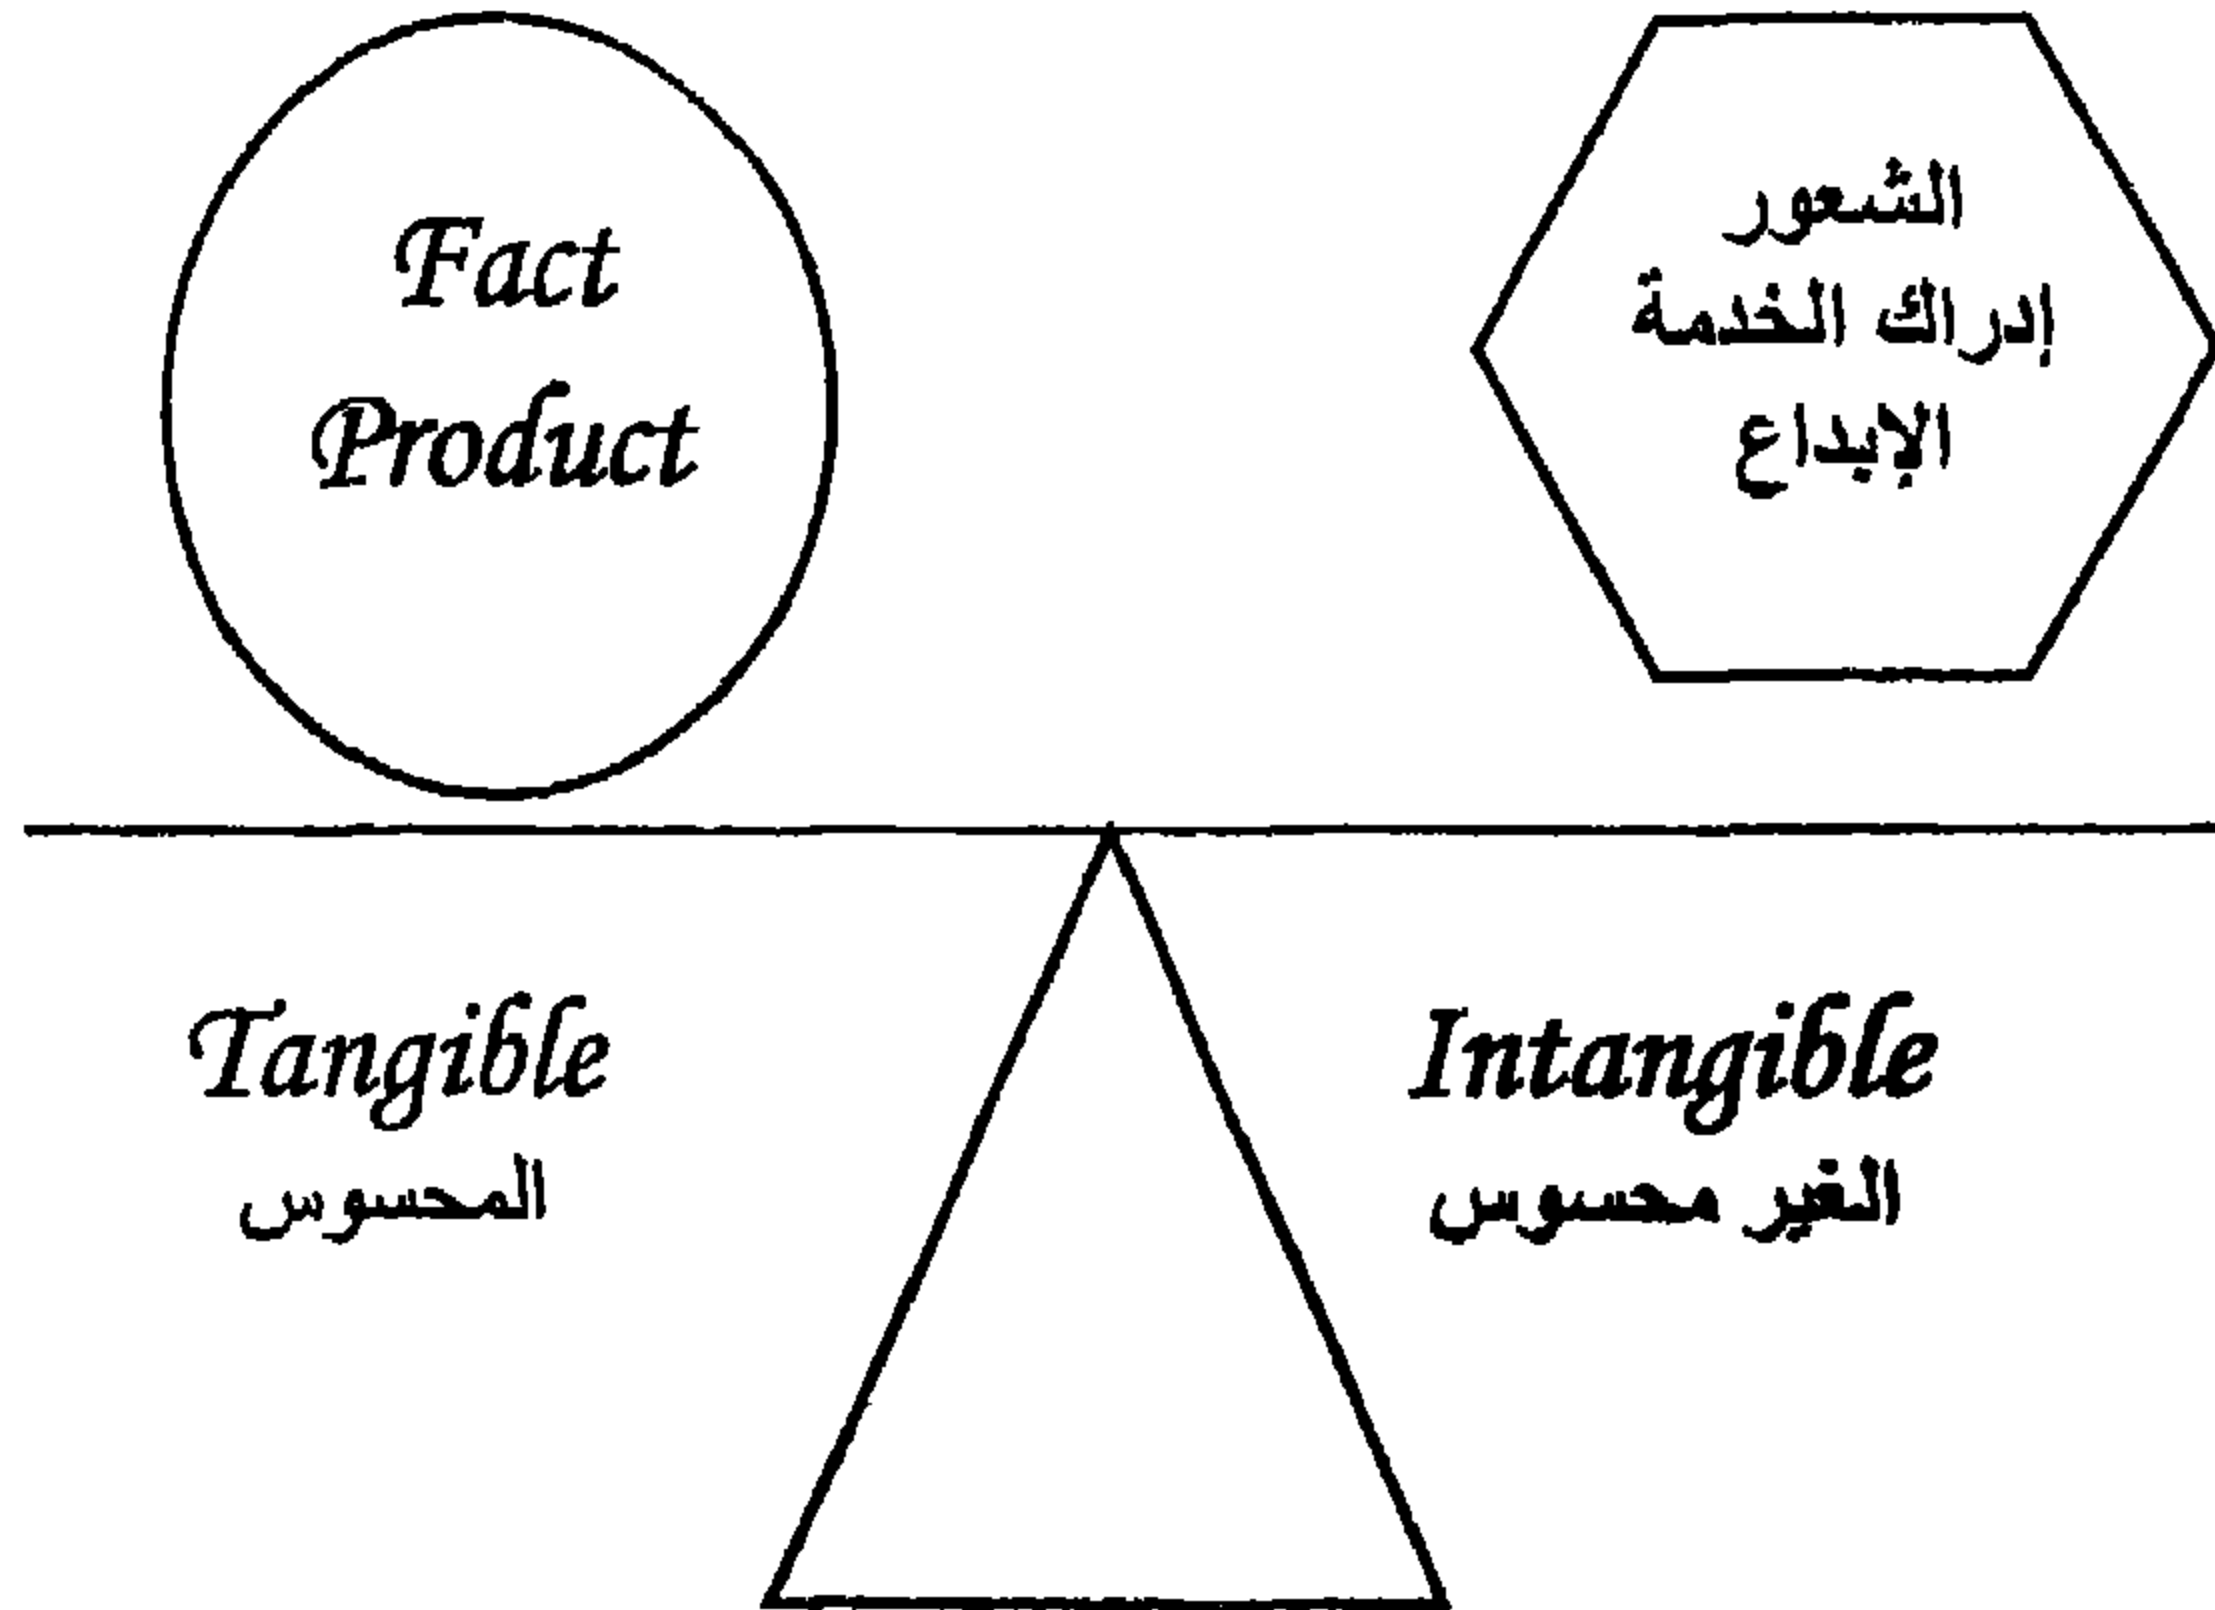 Fact
Product
الشعور
إدراك الخدمة
الإبداع
Tangible
المحسوس
Intangible
الغير محسوس